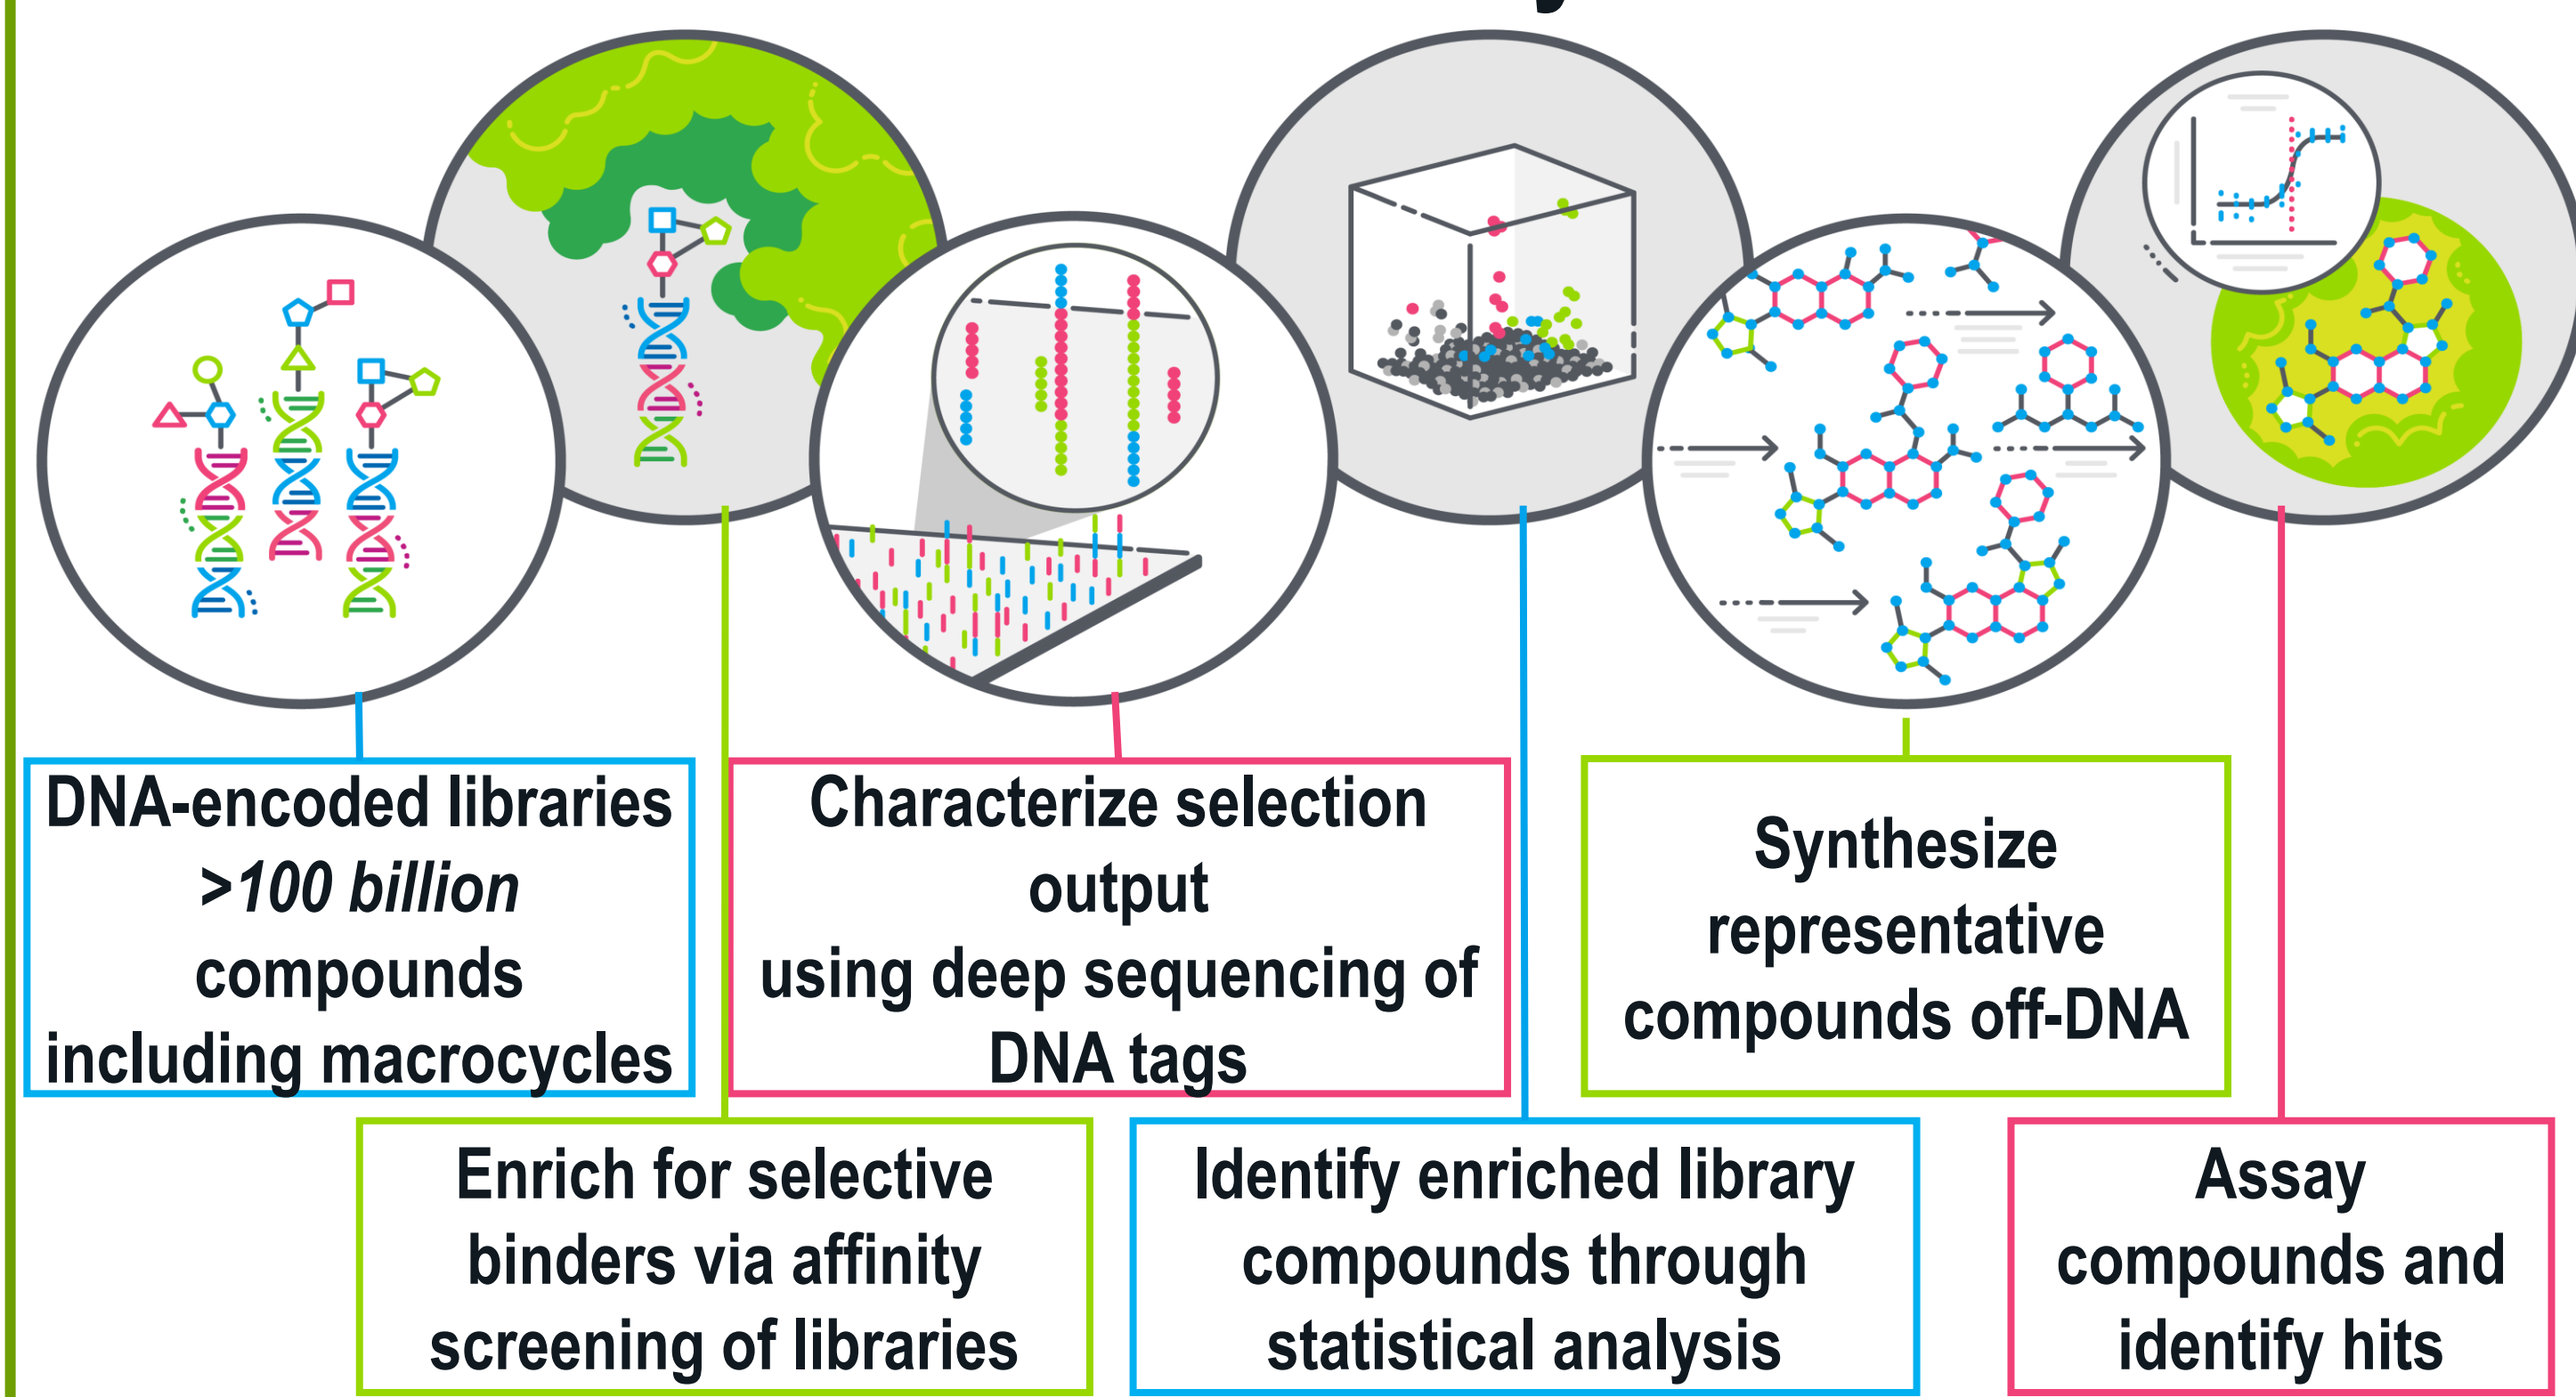 DNA-encoded libraries
>100 billion
compounds
including macrocycles
Enrich for selective
binders via affinity
screening of libraries
Characterize selection
output
using deep sequencing of
DNA tags
Identify enriched library
compounds through
statistical analysis
Synthesize
representative
compounds off-DNA
Assay
compounds and
identify hits